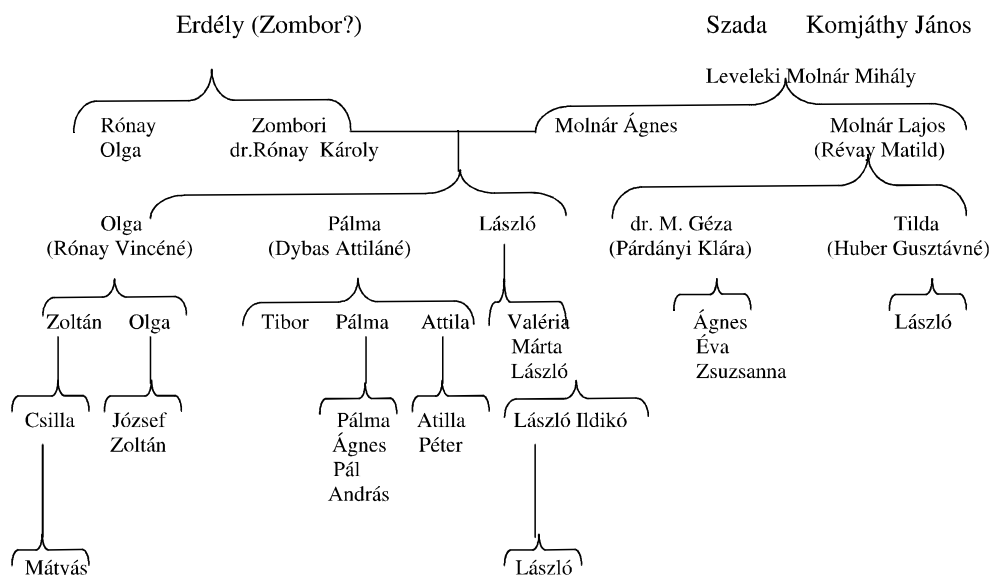 Erdély (Zombor?) Szada Komjáthy János
Leveleki Molnár Mihály
Rónay Zombori Molnár Ágnes Molnár Lajos
Olga dr.Rónay Károly (Révay Matild)
Olga Pálma László dr. M. Géza Tilda
(Rónay Vincéné) (Dybas Attiláné) (Párdányi Klára) (Huber Gusztávné)
Zoltán Olga Tibor Pálma Attila Valéria Ágnes László
Márta Éva
László Zsuzsanna
Csilla József Pálma Atilla László Ildikó
Zoltán Ágnes Péter
Pál
András
Mátyás László